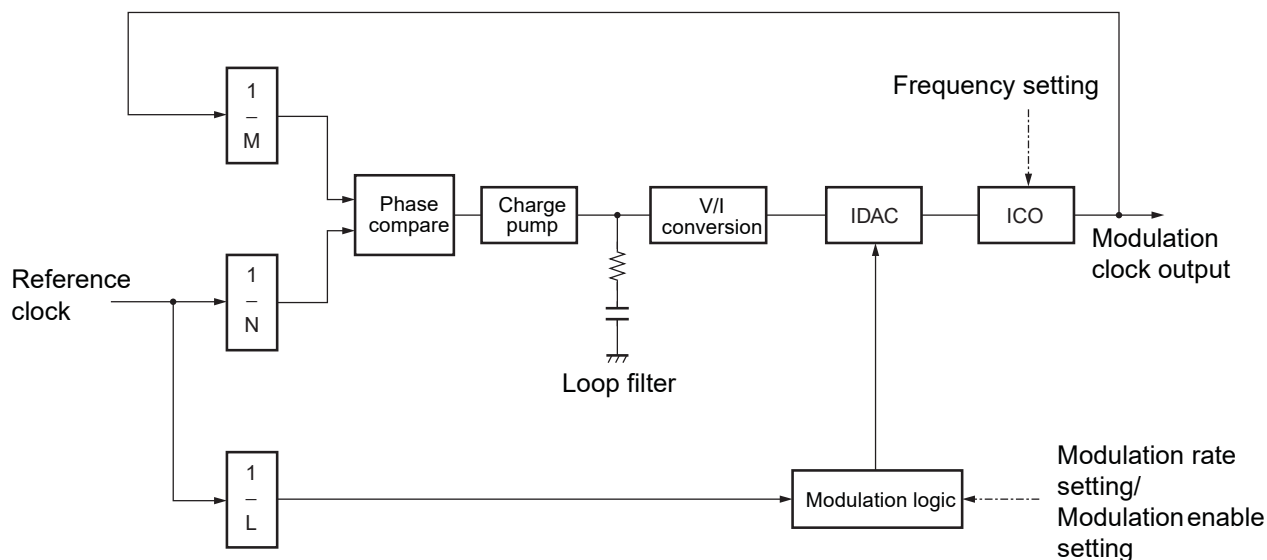 1
—
M
Frequency setting
Phase
compare
Charge
pump
V/I
conversion
IDAC
ICO
Modulation
clock output
Reference
clock
1
—
N
Loop filter
1
—
L
Modulation logic
Modulation rate
setting/
Modulation enable
setting